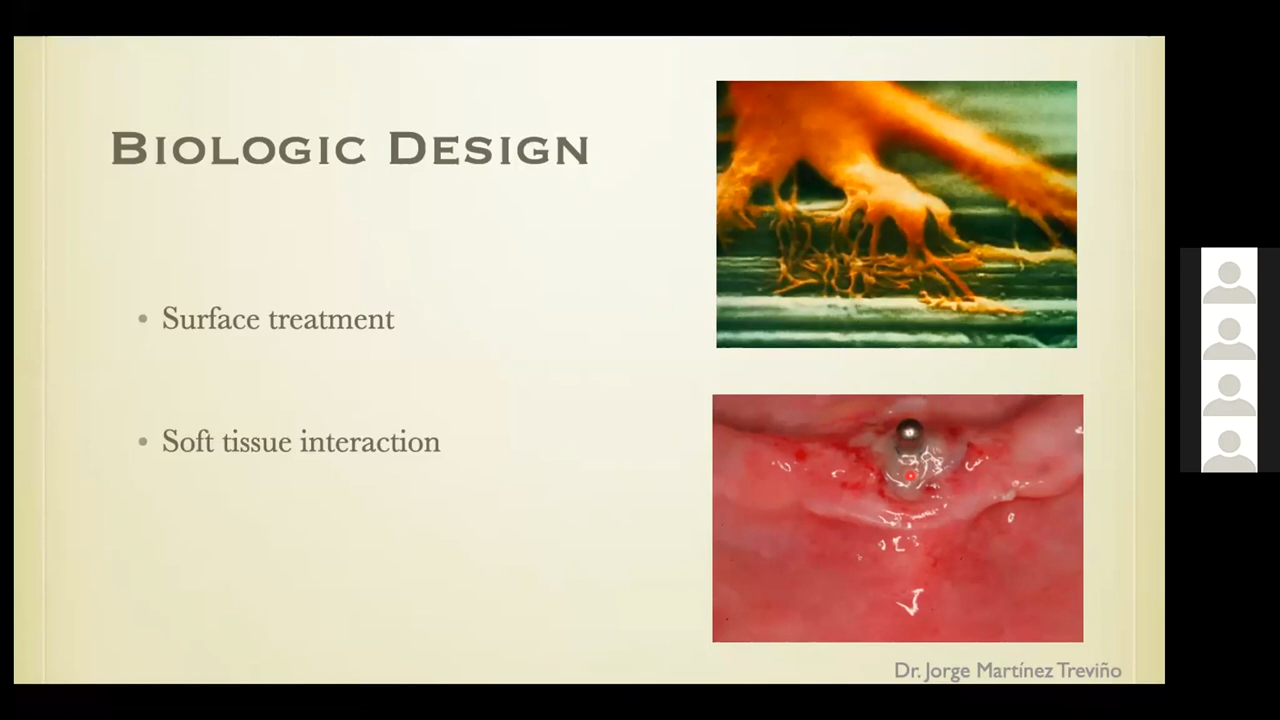 Biologic Design
• Surface treatment
• Soft tissue interaction
Dr. Jorge Martínez Treviño